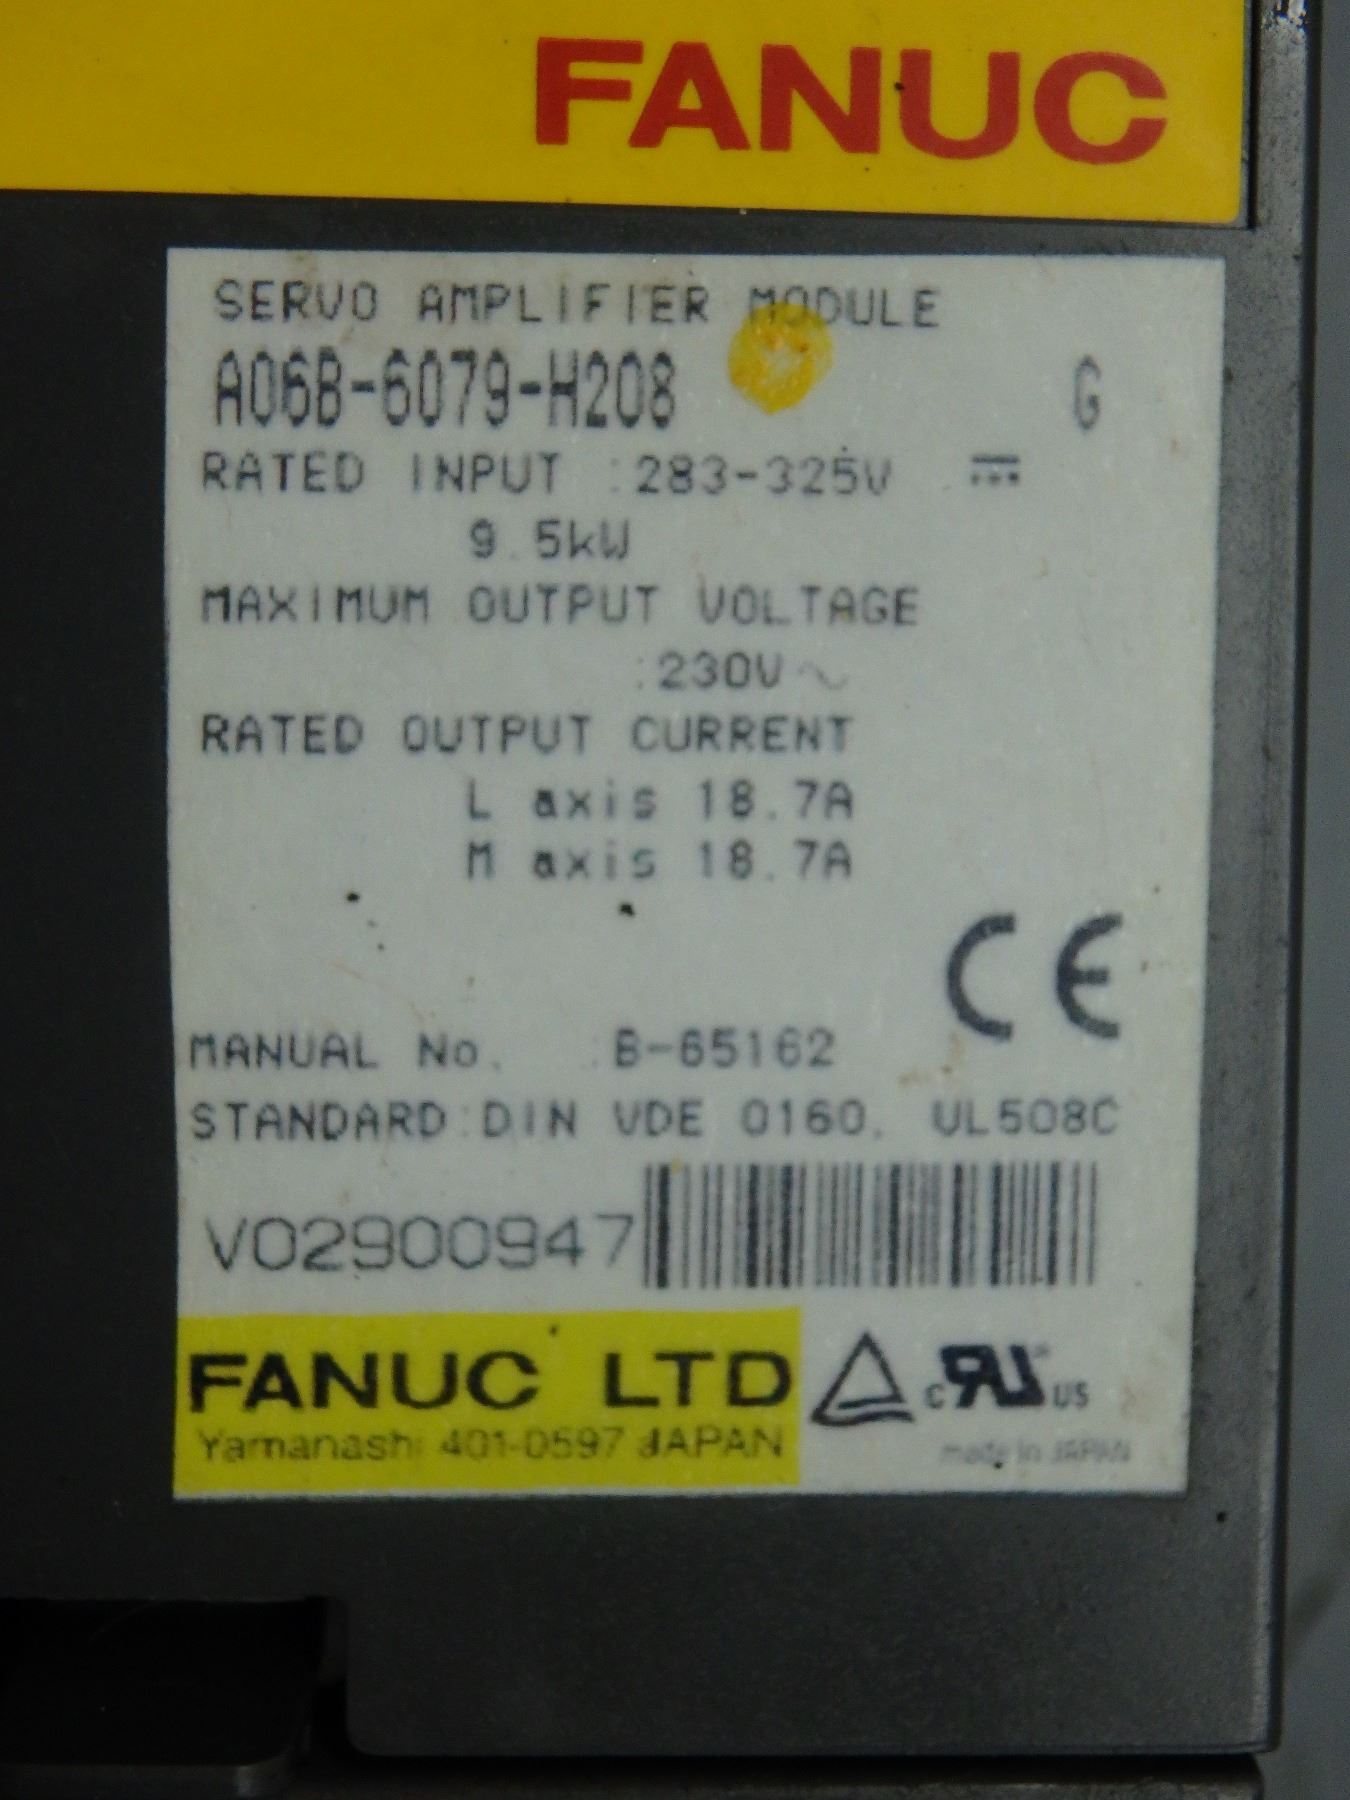 FANUC
SERVO AMPLIFIER MODULE
A06B-6079-H208 G
RATED INPUT :283-325V ⎓
9.5kW
MAXIMUM OUTPUT VOLTAGE
:230V~
RATED OUTPUT CURRENT
L axis 18.7A
M axis 18.7A
CE
MANUAL No. :B-65162
STANDARD:DIN VDE 0160, UL508C
V02900947
FANUC LTD
Yamanashi 401-0597 JAPAN
c RU US
made in JAPAN